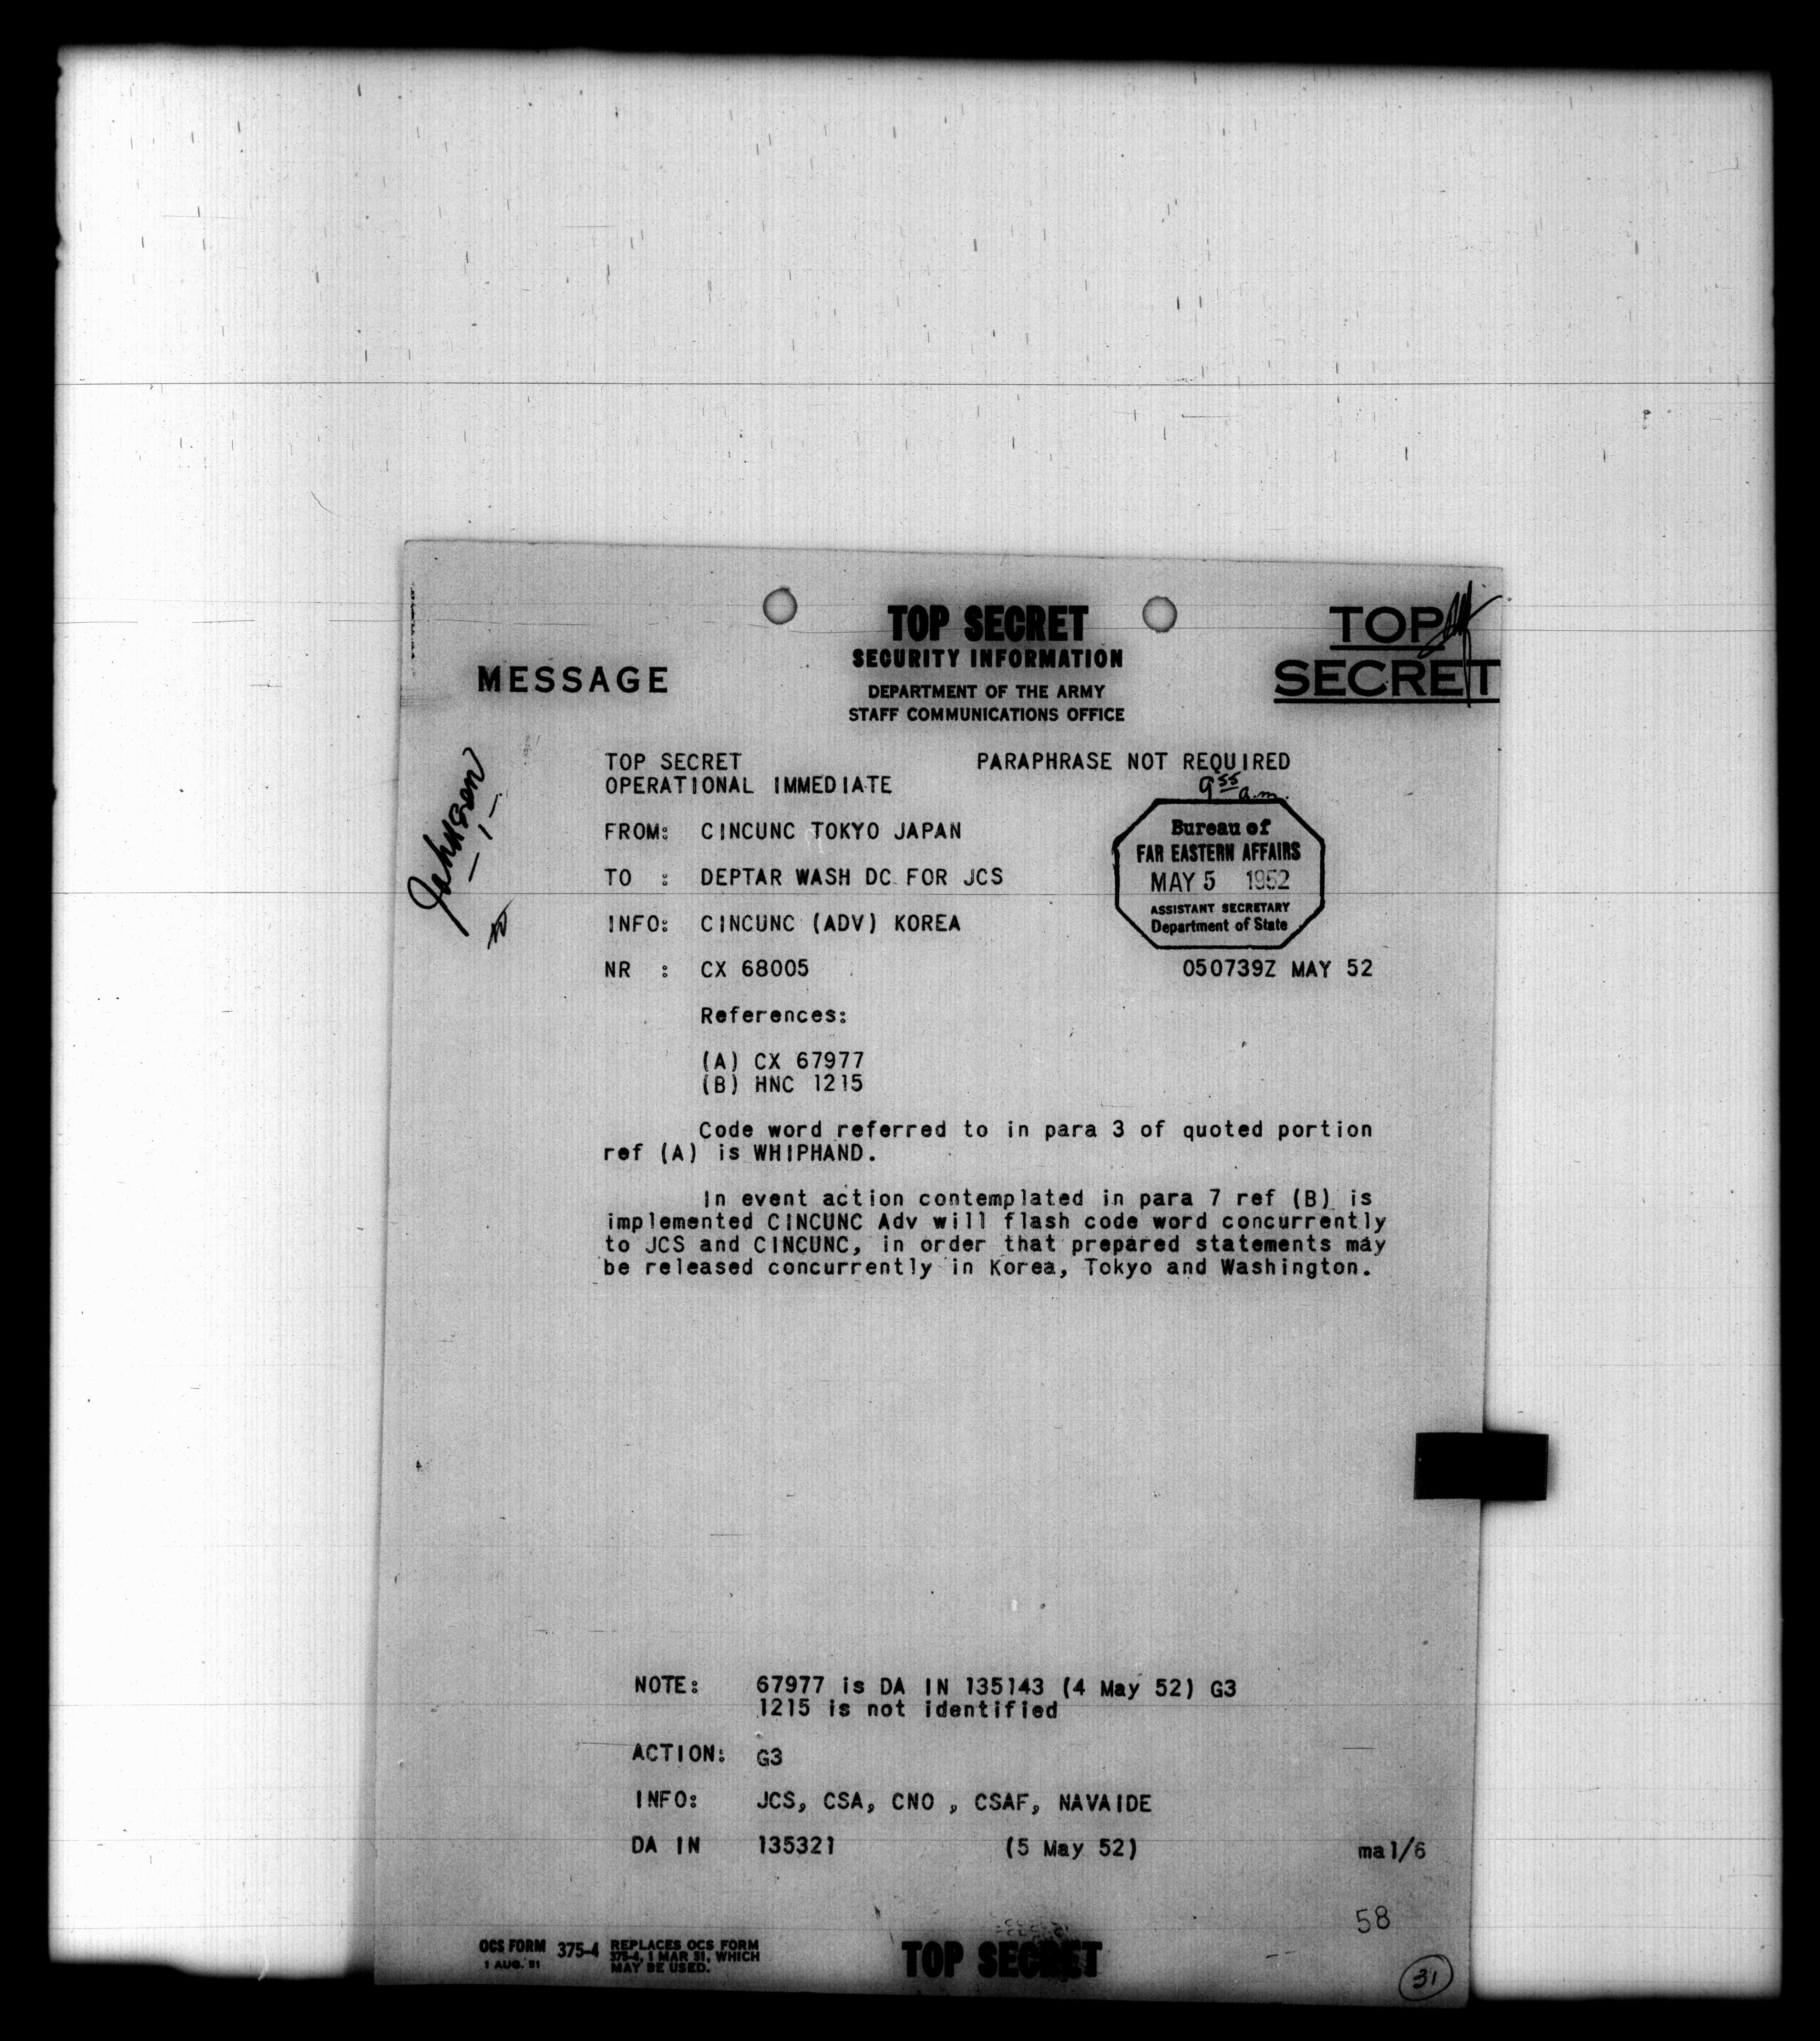 TOP SECRET
SECURITY INFORMATION
DEPARTMENT OF THE ARMY
STAFF COMMUNICATIONS OFFICE
MESSAGE
TOP
SECRET
TOP SECRET PARAPHRASE NOT REQUIRED
OPERATIONAL IMMEDIATE
9 55 a.m.
FROM: CINCUNC TOKYO JAPAN
TO : DEPTAR WASH DC FOR JCS
INFO: CINCUNC (ADV) KOREA
NR : CX 68005
Bureau of
FAR EASTERN AFFAIRS
MAY 5 1952
ASSISTANT SECRETARY
Department of State
050739Z MAY 52
References:
(A) CX 67977
(B) HNC 1215
Code word referred to in para 3 of quoted portion
ref (A) is WHIPHAND.
In event action contemplated in para 7 ref (B) is
implemented CINCUNC Adv will flash code word concurrently
to JCS and CINCUNC, in order that prepared statements may
be released concurrently in Korea, Tokyo and Washington.
NOTE: 67977 is DA IN 135143 (4 May 52) G3
1215 is not identified
ACTION: G3
INFO: JCS, CSA, CNO , CSAF, NAVAIDE
DA IN 135321 (5 May 52) mal/6
58
OCS FORM 375-4 REPLACES OCS FORM
1 AUG. 51 375-4, 1 MAR 51, WHICH
MAY BE USED.
TOP SECRET
31